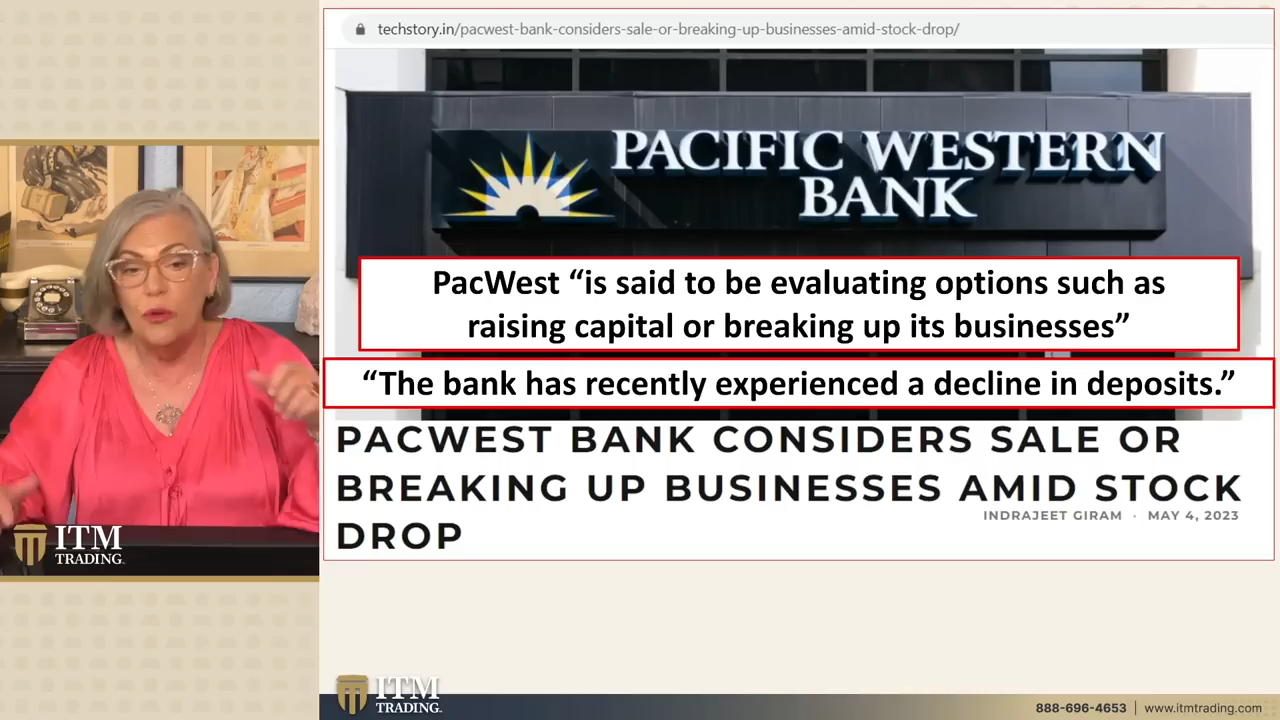 techstory.in/pacwest-bank-considers-sale-or-breaking-up-businesses-amid-stock-drop/
PACIFIC WESTERN
BANK
PacWest “is said to be evaluating options such as
raising capital or breaking up its businesses”
“The bank has recently experienced a decline in deposits.”
PACWEST BANK CONSIDERS SALE OR
BREAKING UP BUSINESSES AMID STOCK
DROP
INDRAJEET GIRAM · MAY 4, 2023
ITM
TRADING
ITM
TRADING
888-696-4653 | www.itmtrading.com